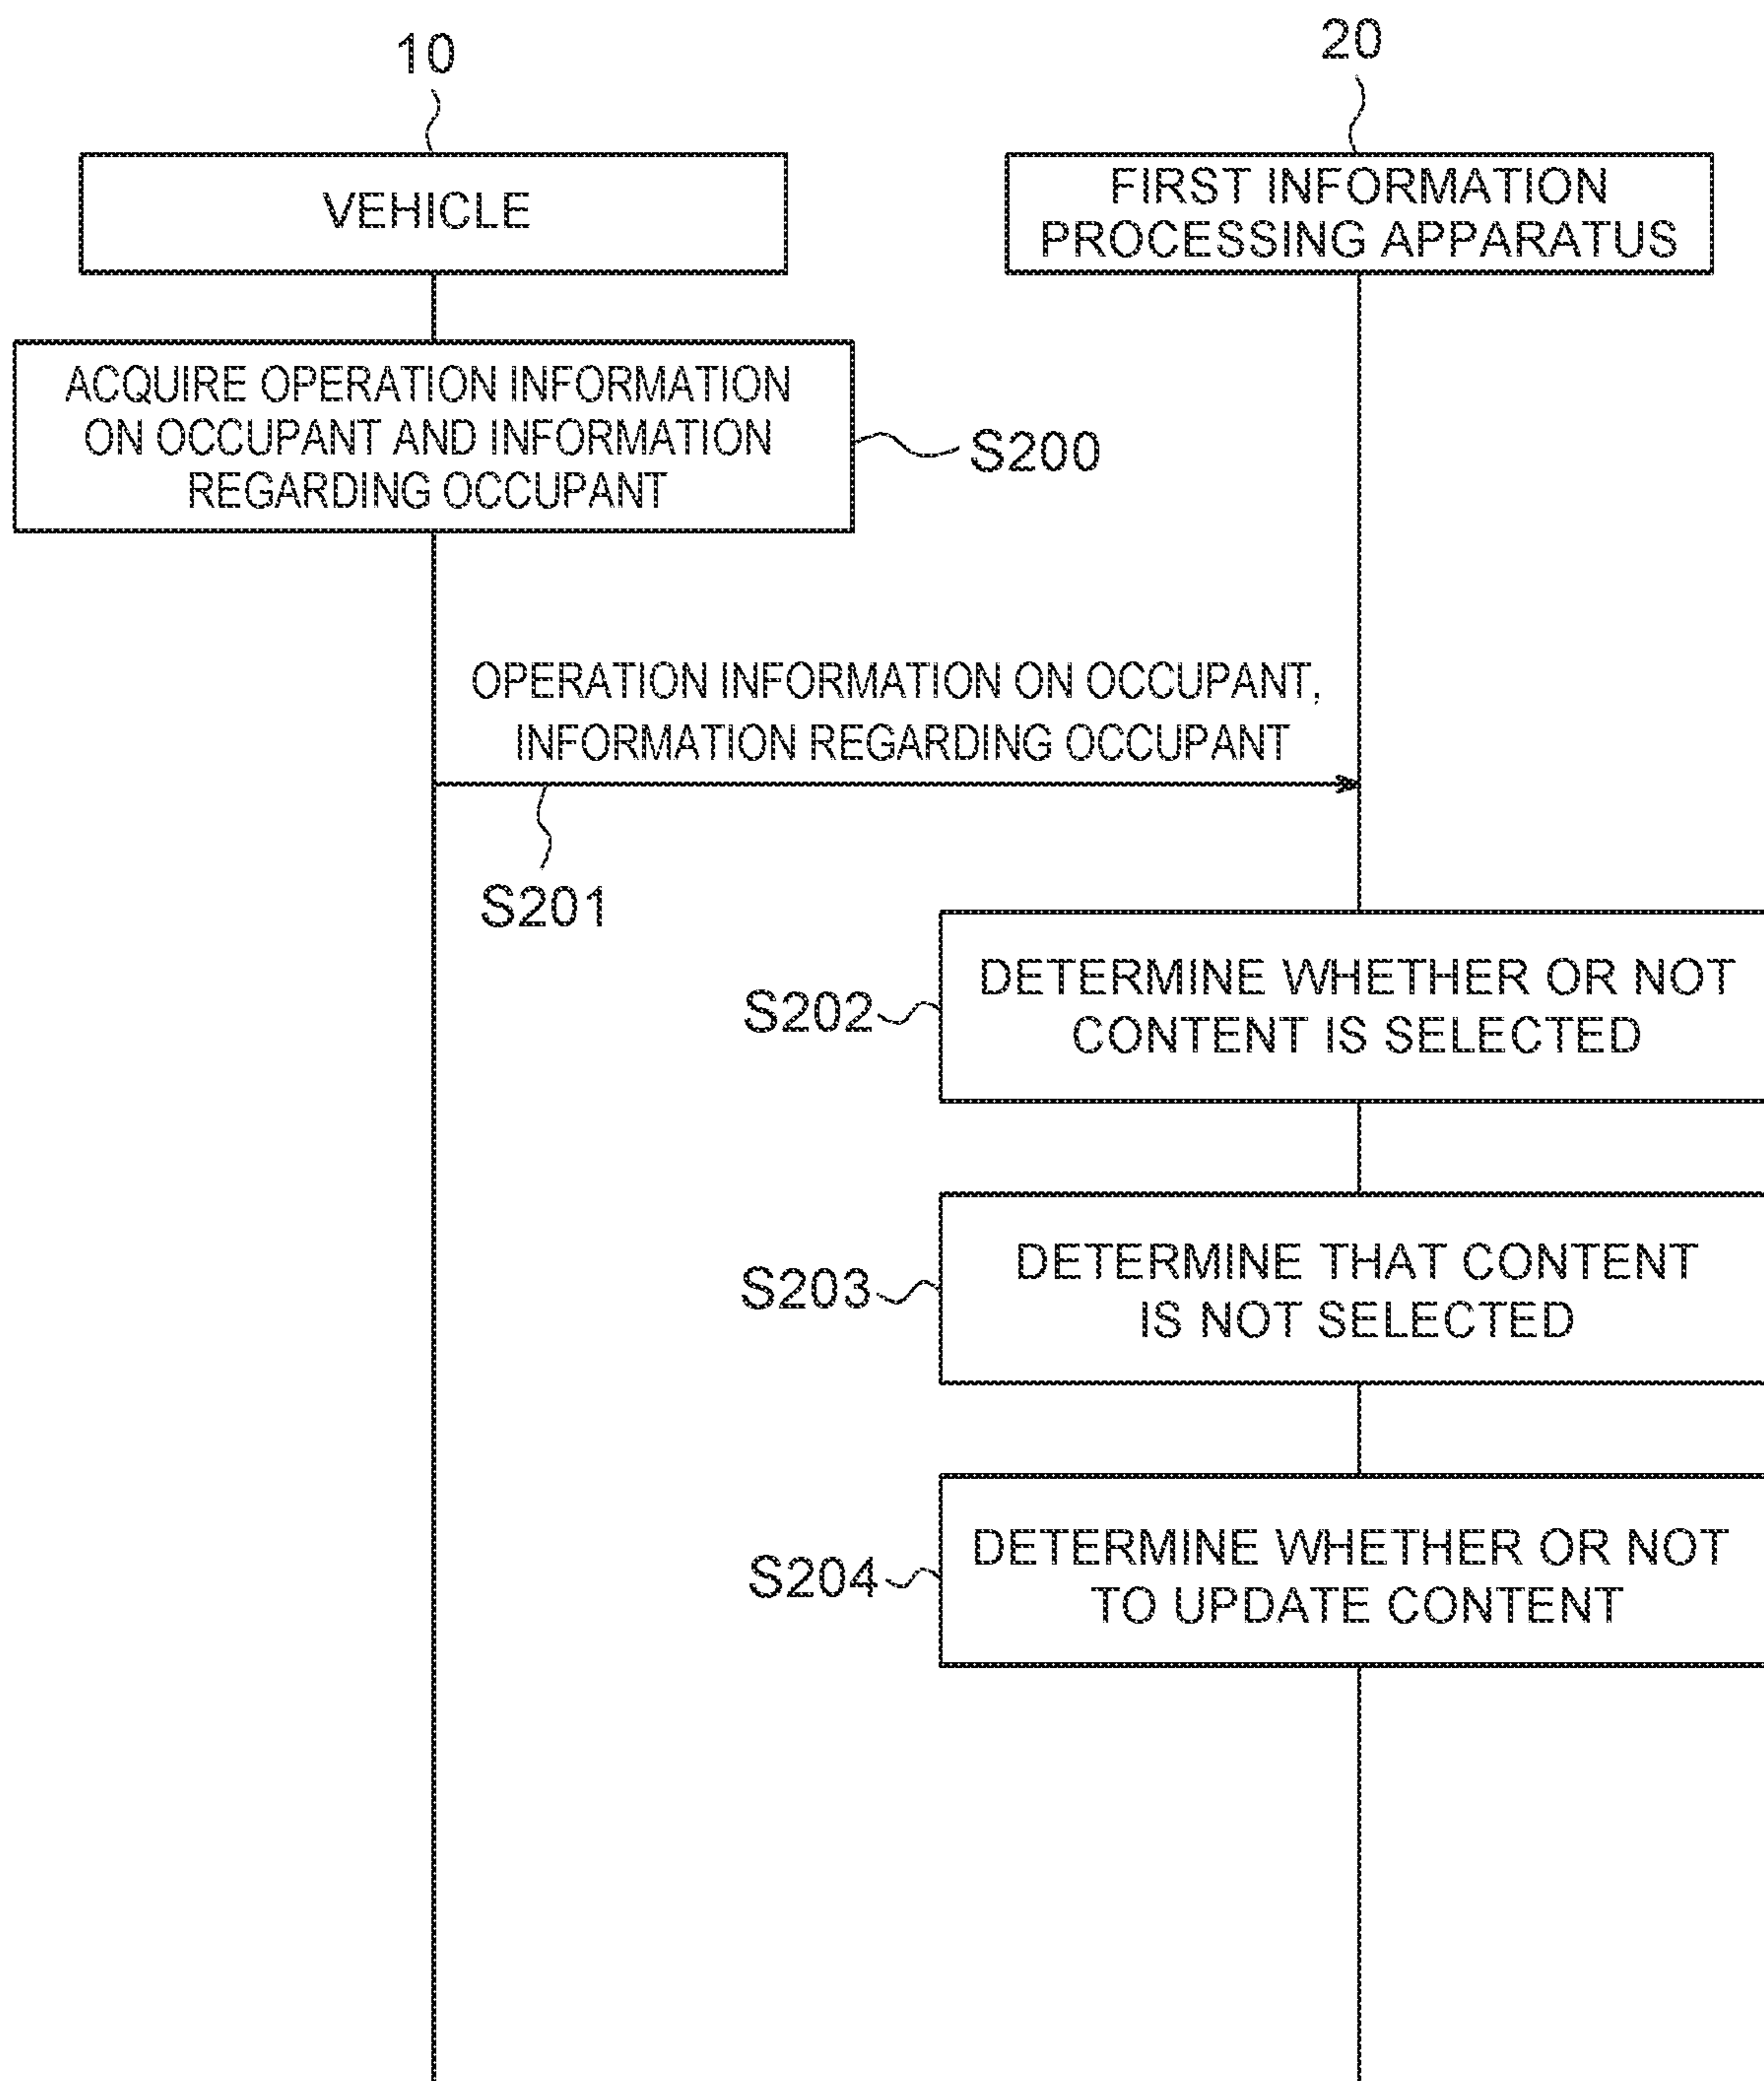 10
20
VEHICLE
FIRST INFORMATION
PROCESSING APPARATUS
ACQUIRE OPERATION INFORMATION
ON OCCUPANT AND INFORMATION
REGARDING OCCUPANT
S200
OPERATION INFORMATION ON OCCUPANT,
INFORMATION REGARDING OCCUPANT
S201
S202
DETERMINE WHETHER OR NOT
CONTENT IS SELECTED
S203
DETERMINE THAT CONTENT
IS NOT SELECTED
S204
DETERMINE WHETHER OR NOT
TO UPDATE CONTENT